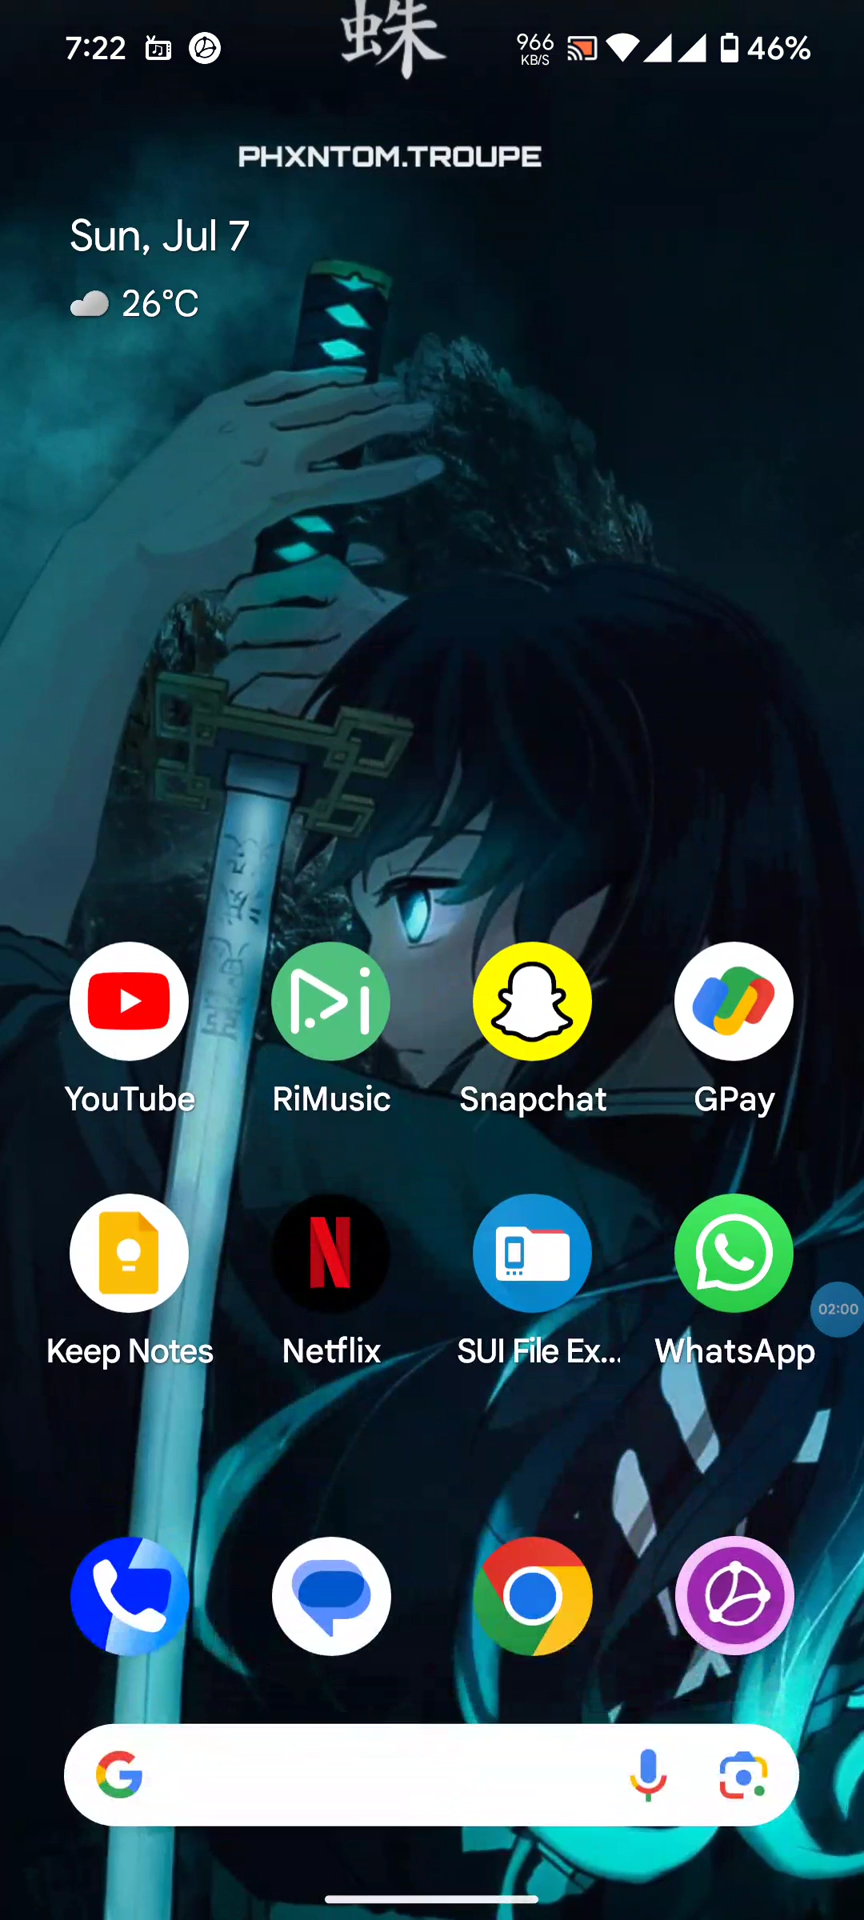 蛛
7:22
966
KB/S
46%
PHXNTOM.TROUPE
Sun, Jul 7
26°C
YouTube
RiMusic
Snapchat
GPay
Keep Notes
Netflix
SUI File Ex...
WhatsApp
02:00